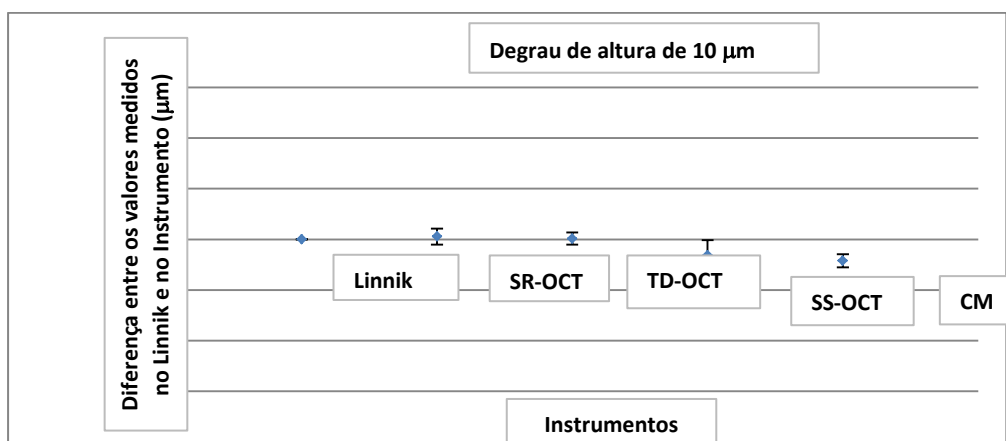 Degrau de altura de 10 µm
Diferença entre os valores medidos
no Linnik e no Instrumento (µm)
Linnik
SR-OCT
TD-OCT
SS-OCT
CM
Instrumentos